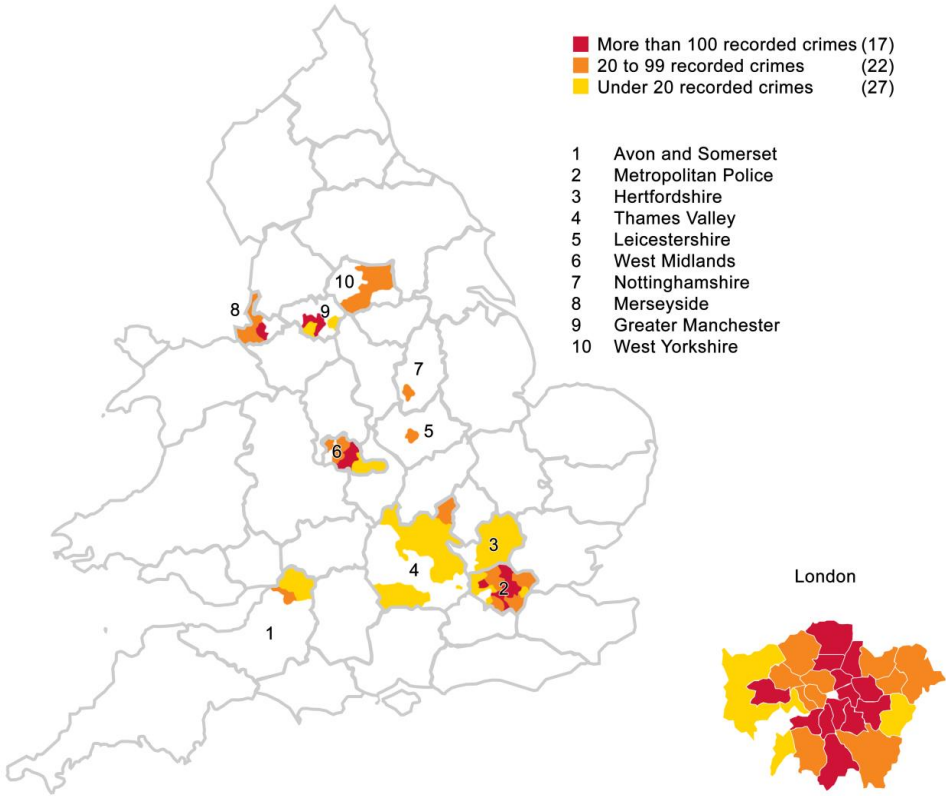 More than 100 recorded crimes (17)
20 to 99 recorded crimes (22)
Under 20 recorded crimes (27)
1 Avon and Somerset
2 Metropolitan Police
3 Hertfordshire
4 Thames Valley
5 Leicestershire
6 West Midlands
7 Nottinghamshire
8 Merseyside
9 Greater Manchester
10 West Yorkshire
10
8
9
7
5
6
3
4
2
1
London